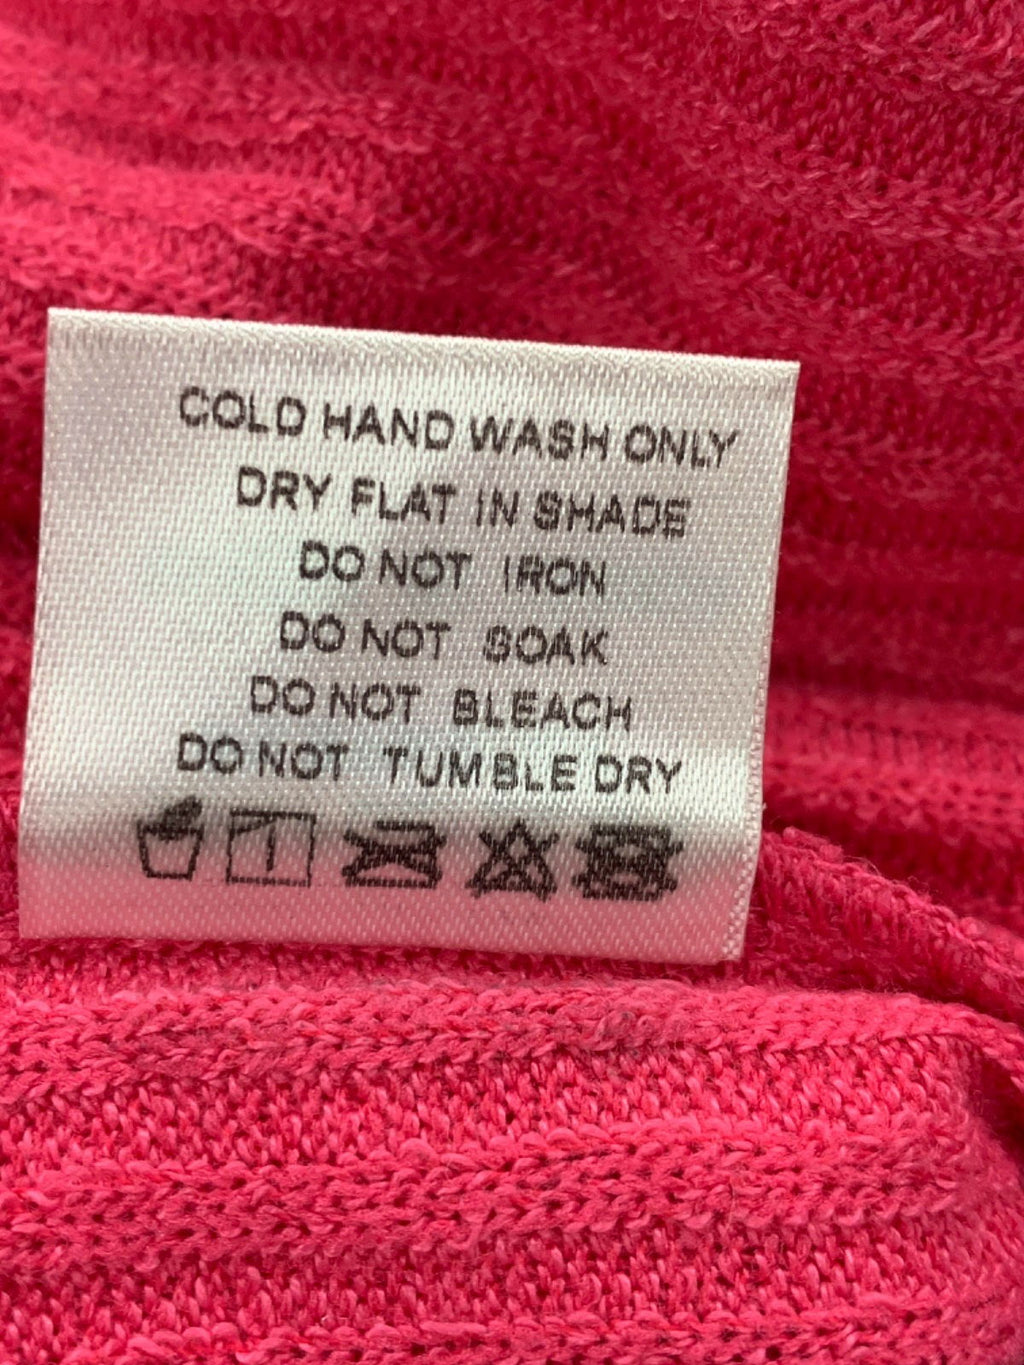 COLD HAND WASH ONLY
DRY FLAT IN SHADE
DO NOT IRON
DO NOT SOAK
DO NOT BLEACH
DO NOT TUMBLE DRY